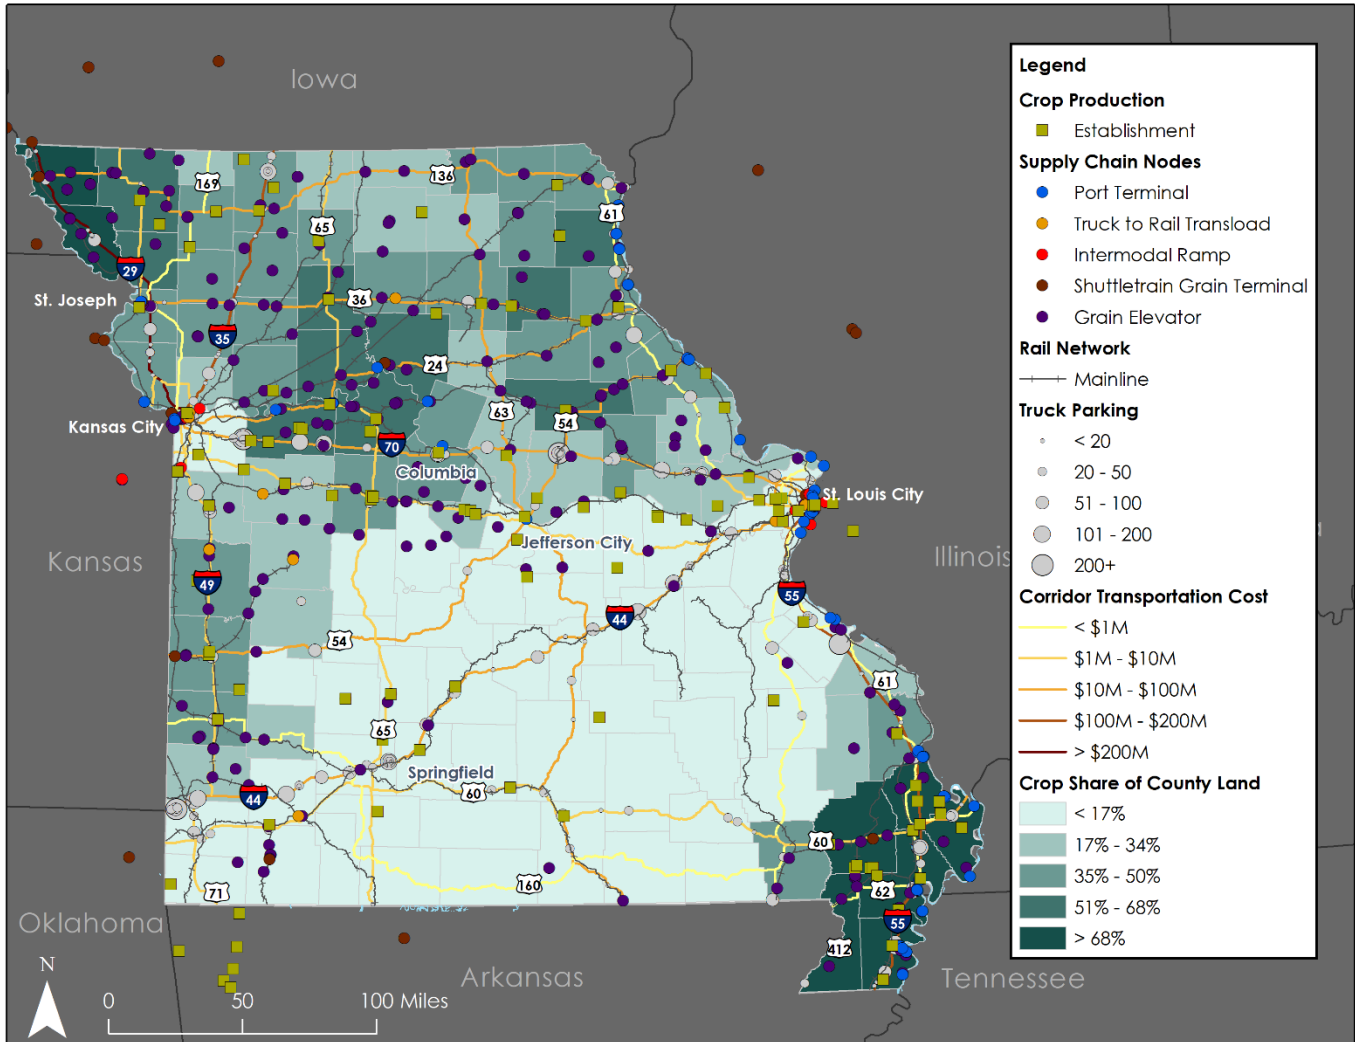 Iowa
Legend
Crop Production
Establishment
Supply Chain Nodes
Port Terminal
Truck to Rail Transload
Intermodal Ramp
Shuttletrain Grain Terminal
Grain Elevator
Rail Network
Mainline
Truck Parking
< 20
20 - 50
51 - 100
101 - 200
200+
Corridor Transportation Cost
< $1M
$1M - $10M
$10M - $100M
$100M - $200M
> $200M
Crop Share of County Land
< 17%
17% - 34%
35% - 50%
51% - 68%
> 68%
169
136
65
61
29
St. Joseph
36
35
24
63
54
Kansas City
70
Columbia
St. Louis City
Jefferson City
Kansas
Illinois
49
55
44
54
61
65
Springfield
60
44
60
71
160
62
Oklahoma
55
412
Arkansas
Tennessee
N
0 50 100 Miles